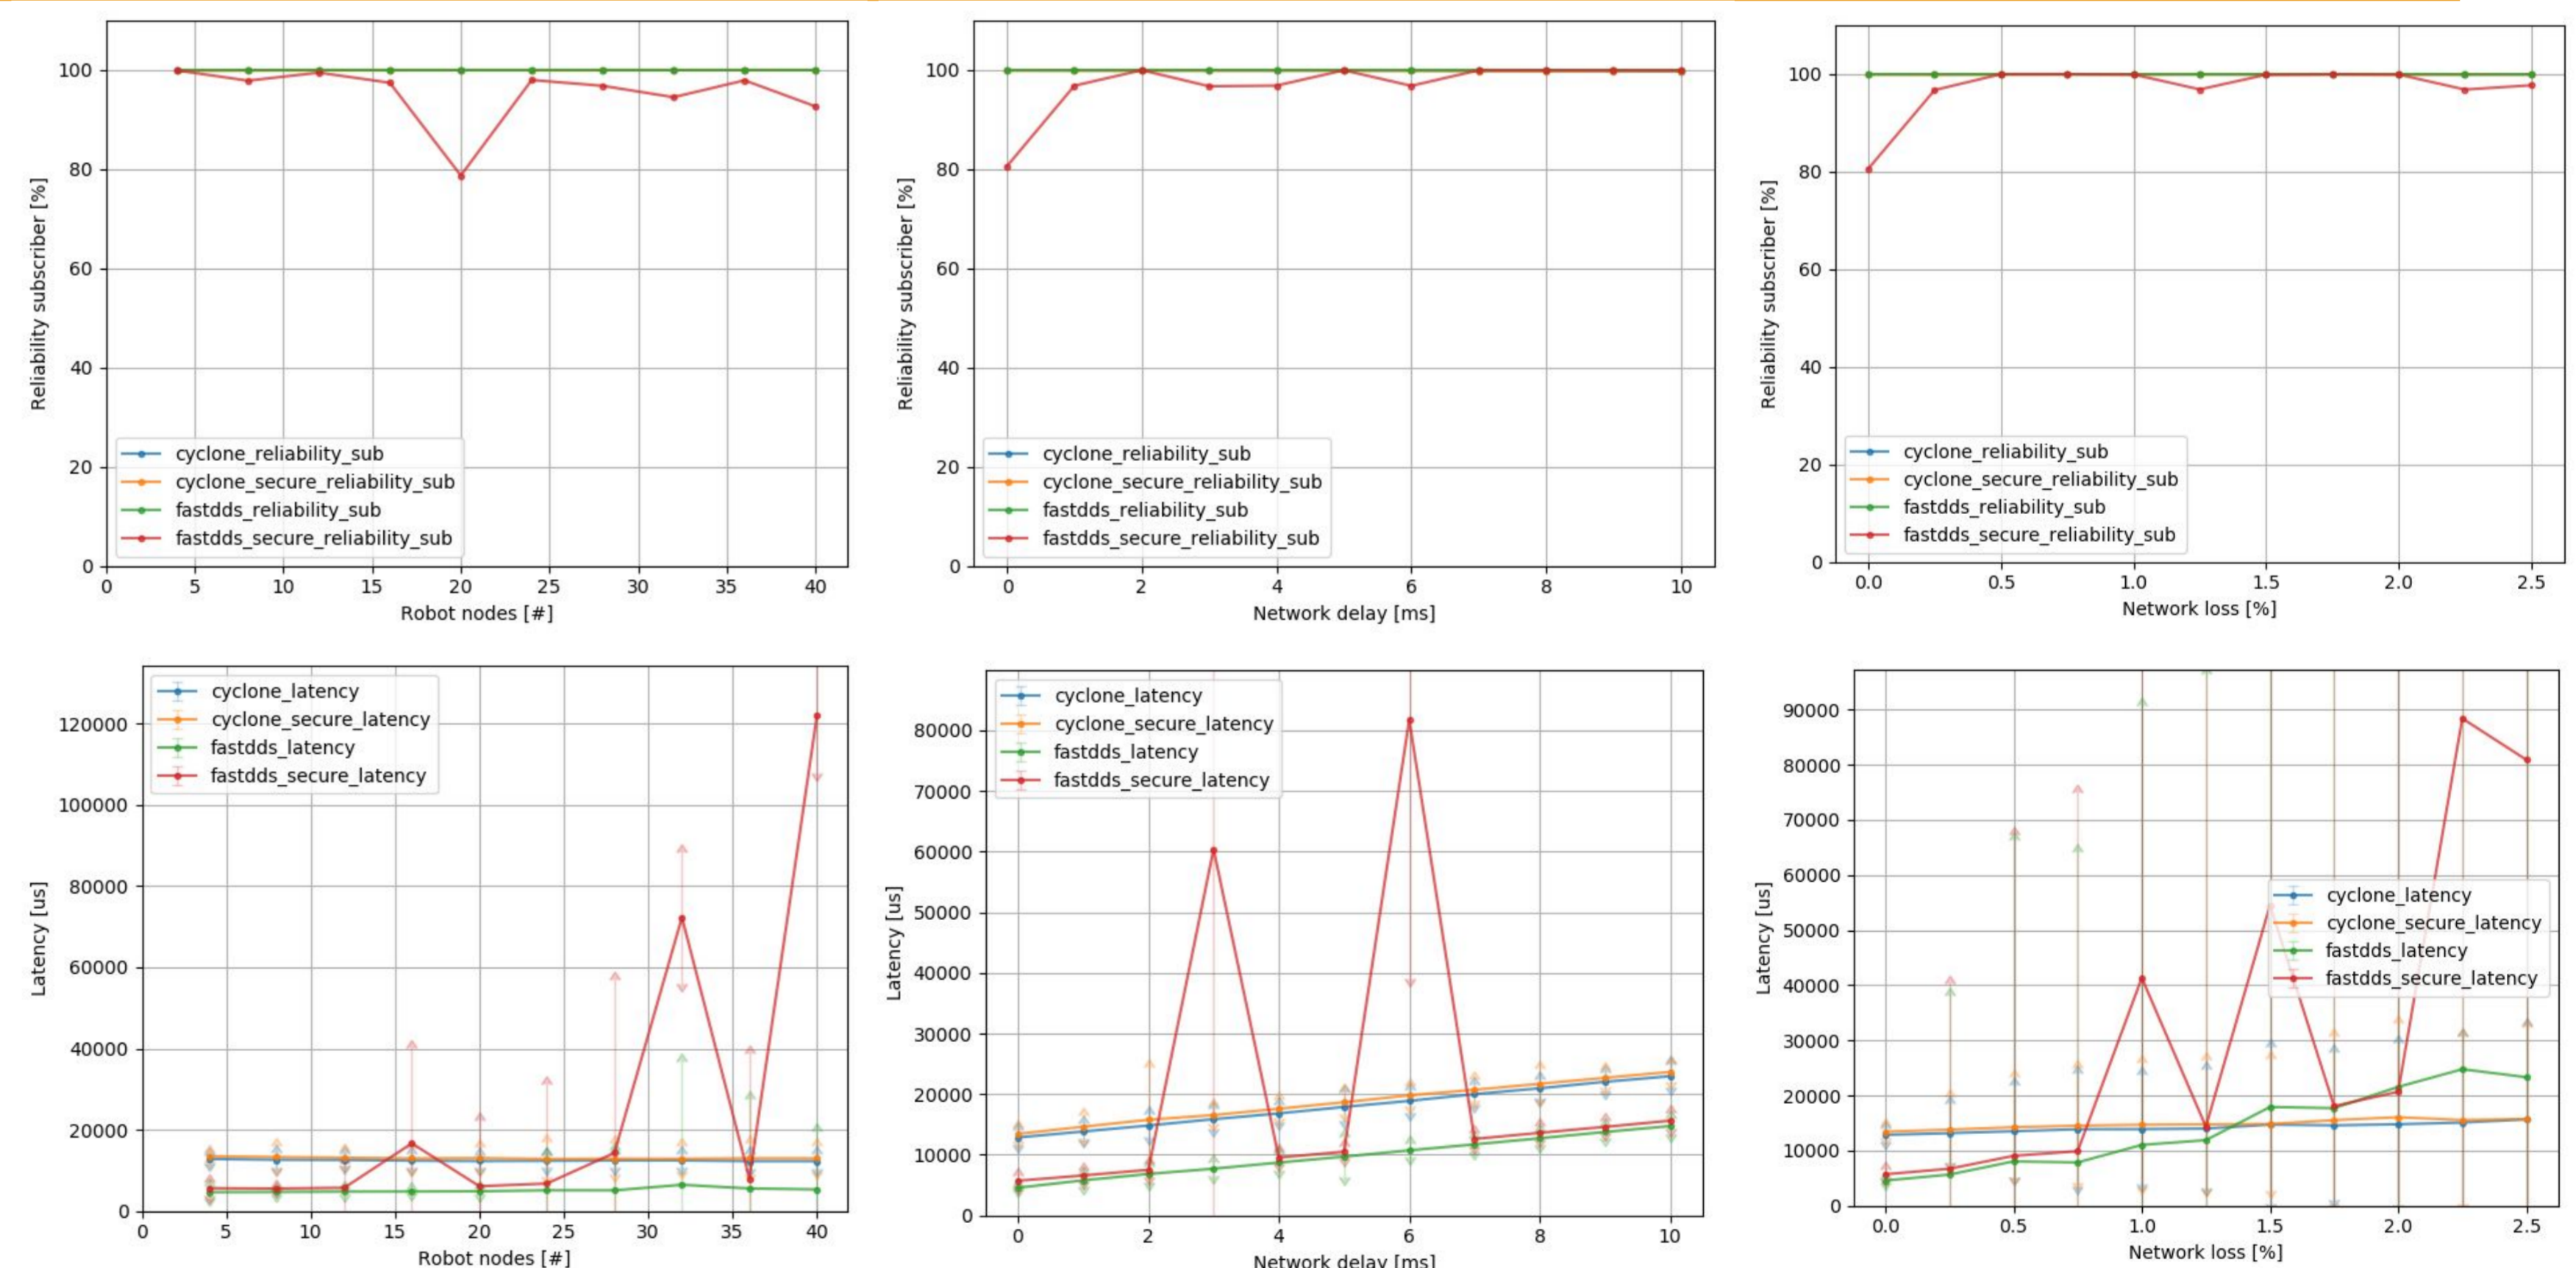 Reliability subscriber [%]
100
80
60
40
20
0
cyclone_reliability_sub
cyclone_secure_reliability_sub
fastdds_reliability_sub
fastdds_secure_reliability_sub
0 5 10 15 20 25 30 35 40
Robot nodes [#]
Reliability subscriber [%]
100
80
60
40
20
0
cyclone_reliability_sub
cyclone_secure_reliability_sub
fastdds_reliability_sub
fastdds_secure_reliability_sub
0 2 4 6 8 10
Network delay [ms]
Reliability subscriber [%]
100
80
60
40
20
0
cyclone_reliability_sub
cyclone_secure_reliability_sub
fastdds_reliability_sub
fastdds_secure_reliability_sub
0.0 0.5 1.0 1.5 2.0 2.5
Network loss [%]
Latency [us]
120000
100000
80000
60000
40000
20000
0
cyclone_latency
cyclone_secure_latency
fastdds_latency
fastdds_secure_latency
0 5 10 15 20 25 30 35 40
Robot nodes [#]
Latency [us]
80000
70000
60000
50000
40000
30000
20000
10000
0
cyclone_latency
cyclone_secure_latency
fastdds_latency
fastdds_secure_latency
0 2 4 6 8 10
Network delay [ms]
Latency [us]
90000
80000
70000
60000
50000
40000
30000
20000
10000
0
cyclone_latency
cyclone_secure_latency
fastdds_latency
fastdds_secure_latency
0.0 0.5 1.0 1.5 2.0 2.5
Network loss [%]